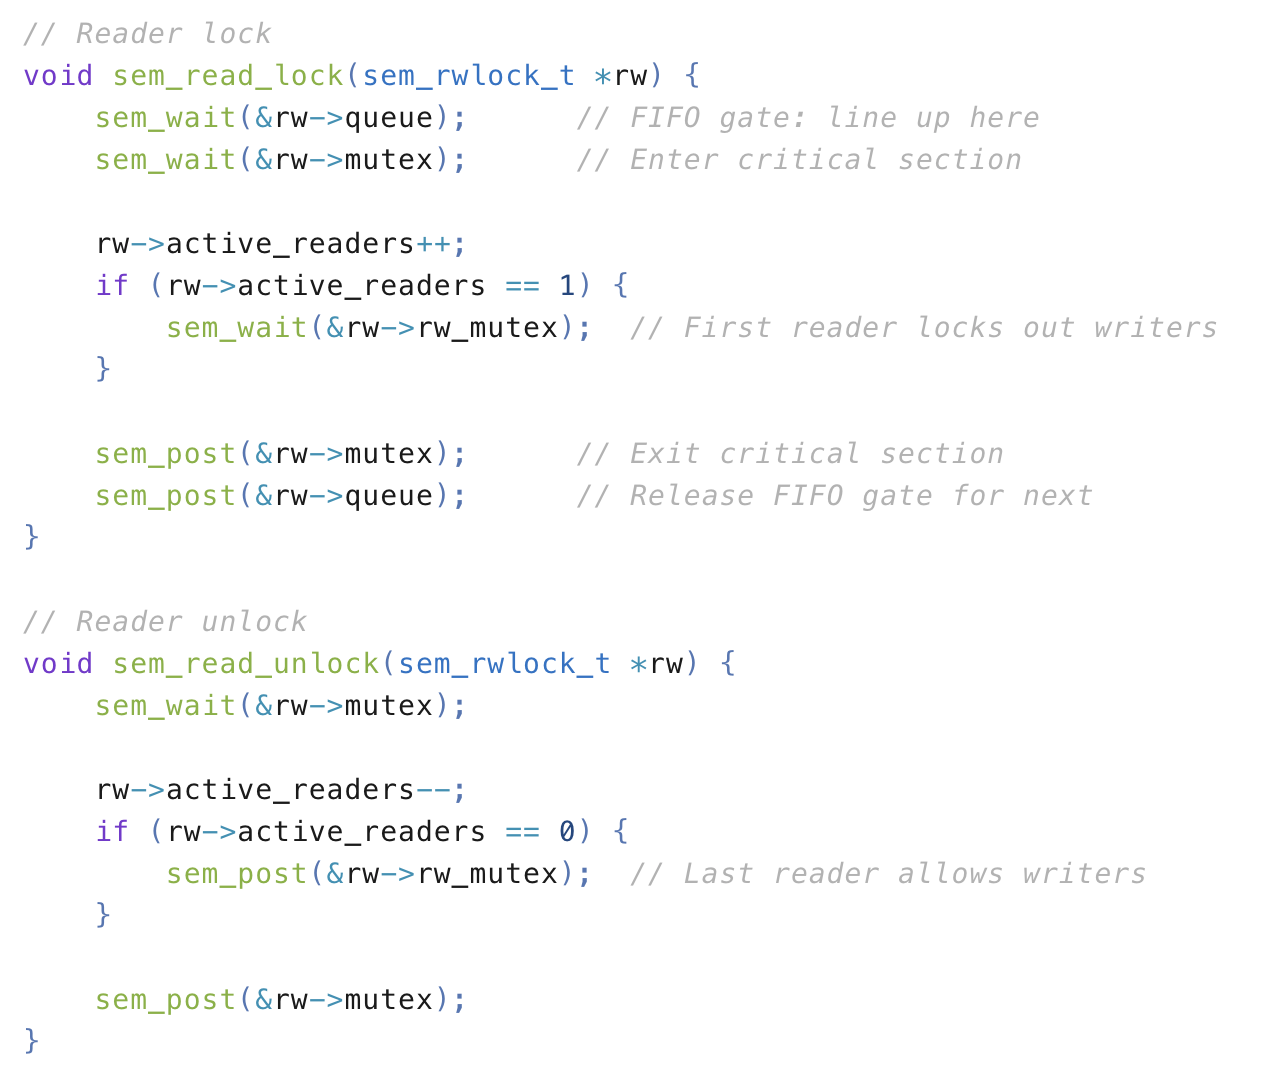 // Reader lock
void sem_read_lock(sem_rwlock_t *rw) {
    sem_wait(&rw->queue);      // FIFO gate: line up here
    sem_wait(&rw->mutex);      // Enter critical section

    rw->active_readers++;
    if (rw->active_readers == 1) {
        sem_wait(&rw->rw_mutex);  // First reader locks out writers
    }

    sem_post(&rw->mutex);      // Exit critical section
    sem_post(&rw->queue);      // Release FIFO gate for next
}

// Reader unlock
void sem_read_unlock(sem_rwlock_t *rw) {
    sem_wait(&rw->mutex);

    rw->active_readers--;
    if (rw->active_readers == 0) {
        sem_post(&rw->rw_mutex);  // Last reader allows writers
    }

    sem_post(&rw->mutex);
}